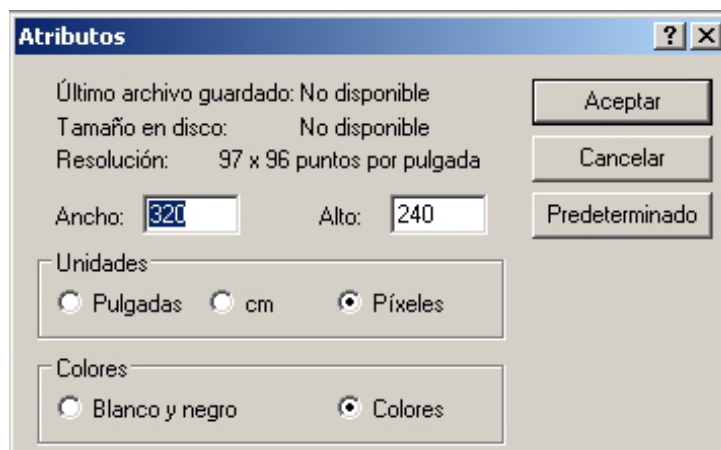 Atributos
Último archivo guardado: No disponible
Tamaño en disco: No disponible
Resolución: 97 x 96 puntos por pulgada
Ancho: 320 Alto: 240
Unidades
Pulgadas cm Píxeles
Colores
Blanco y negro Colores
Aceptar
Cancelar
Predeterminado